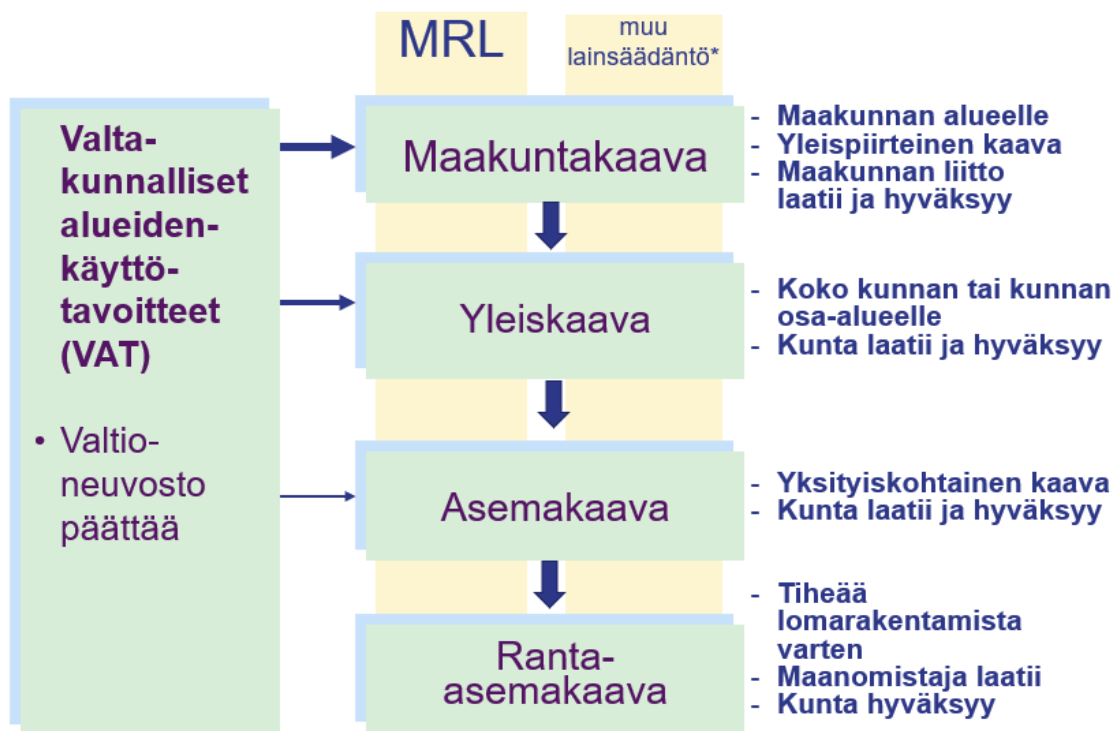 MRL
muu
lainsäädäntö*
Valta-
kunnalliset
alueiden-
käyttö-
tavoitteet
(VAT)
• Valtio-
neuvosto
päättää
Maakuntakaava
- Maakunnan alueelle
- Yleispiirteinen kaava
- Maakunnan liitto
laatii ja hyväksyy
Yleiskaava
- Koko kunnan tai kunnan
osa-alueelle
- Kunta laatii ja hyväksyy
Asemakaava
- Yksityiskohtainen kaava
- Kunta laatii ja hyväksyy
Ranta-
asemakaava
- Tiheää
lomarakentamista
varten
- Maanomistaja laatii
- Kunta hyväksyy